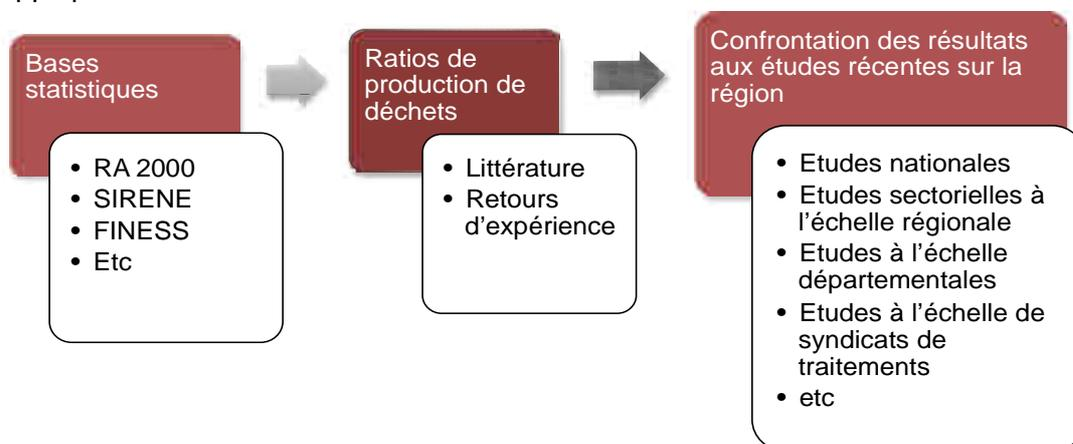 Bases
statistiques
• RA 2000
• SIRENE
• FINESS
• Etc
Ratios de
production de
déchets
• Littérature
• Retours
d’expérience
Confrontation des résultats
aux études récentes sur la
région
• Etudes nationales
• Etudes sectorielles à
l’échelle régionale
• Etudes à l’échelle
départementales
• Etudes à l’échelle de
syndicats de
traitements
• etc